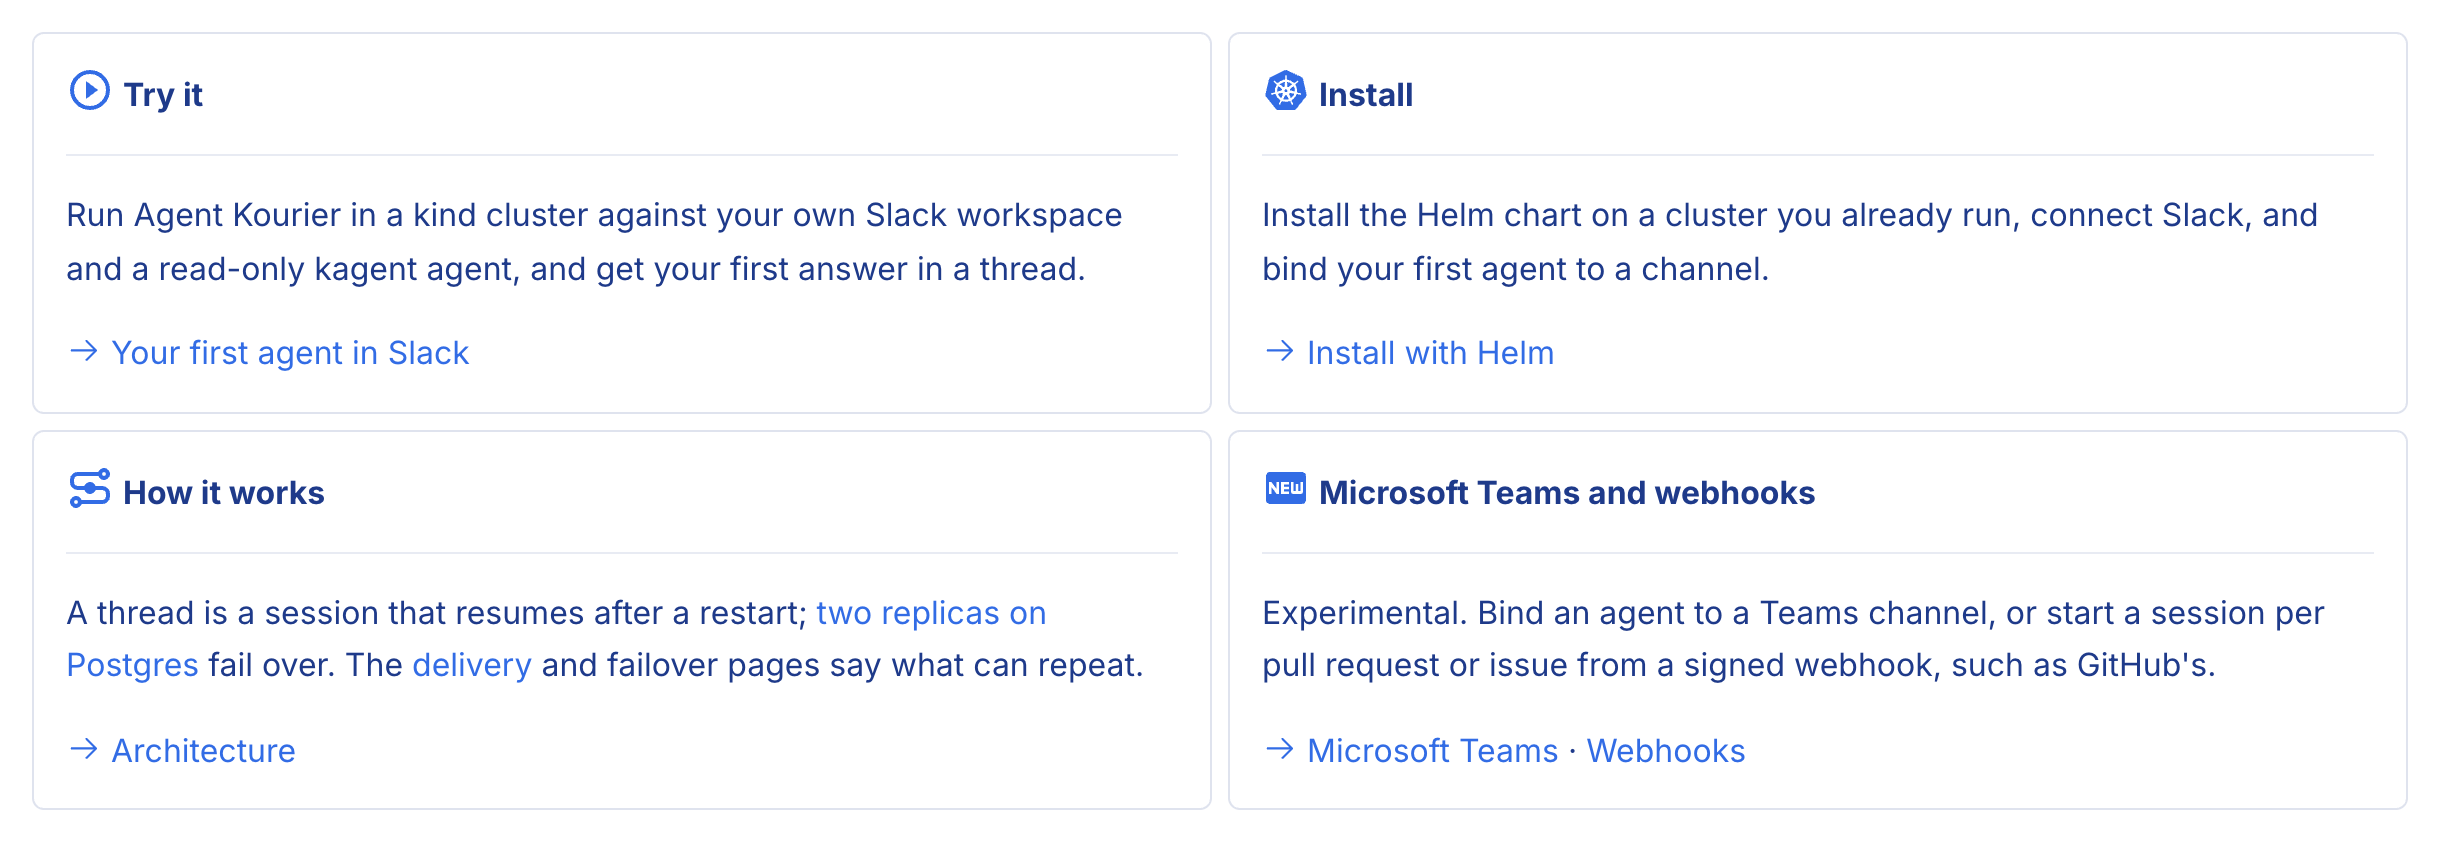 Try it
Run Agent Kourier in a kind cluster against your own Slack workspace
and a read-only kagent agent, and get your first answer in a thread.
→ Your first agent in Slack
Install
Install the Helm chart on a cluster you already run, connect Slack, and
bind your first agent to a channel.
→ Install with Helm
How it works
A thread is a session that resumes after a restart; two replicas on
Postgres fail over. The delivery and failover pages say what can repeat.
→ Architecture
NEW Microsoft Teams and webhooks
Experimental. Bind an agent to a Teams channel, or start a session per
pull request or issue from a signed webhook, such as GitHub's.
→ Microsoft Teams · Webhooks